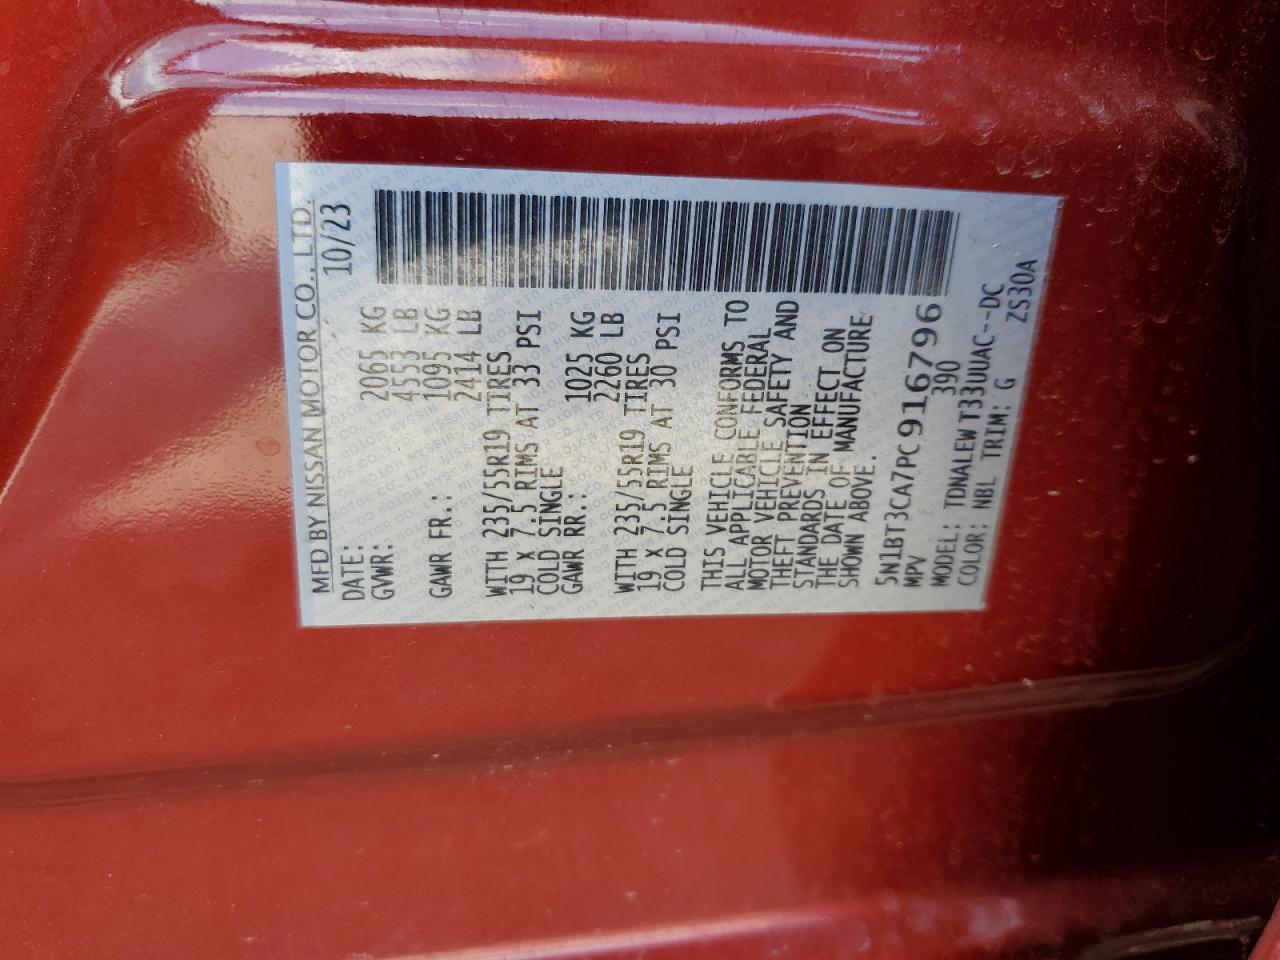 MFD BY NISSAN MOTOR CO., LTD.
DATE: 10/23
GVWR: 2065 KG
4553 LB
GAWR FR.: 1095 KG
2414 LB
WITH 235/55R19 TIRES
19 X 7.5 RIMS AT 33 PSI
COLD SINGLE
GAWR RR.: 1025 KG
2260 LB
WITH 235/55R19 TIRES
19 X 7.5 RIMS AT 30 PSI
COLD SINGLE
THIS VEHICLE CONFORMS TO
ALL APPLICABLE FEDERAL
MOTOR VEHICLE SAFETY AND
THEFT PREVENTION
STANDARDS IN EFFECT ON
THE DATE OF MANUFACTURE
SHOWN ABOVE.
5N1BT3CA7PC916796
MPV 390
MODEL: TDNALEWT33UUAC--DC
COLOR: NBL TRIM: G ZS30A